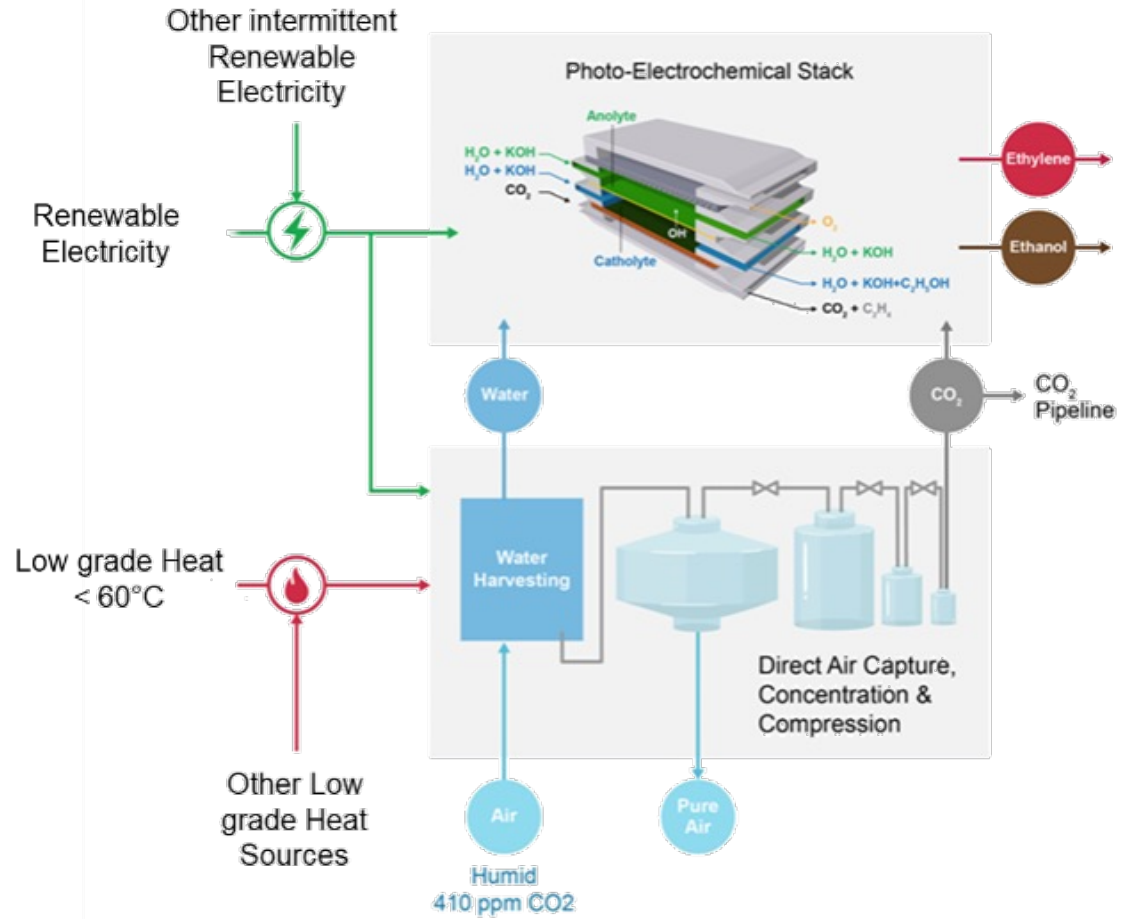 Other intermittent
Renewable
Electricity
Photo-Electrochemical Stack
Anolyte
H₂O + KOH
H₂O + KOH
CO₂
Renewable
Electricity
OH
Catholyte
O₂
H₂O + KOH
H₂O + KOH+C₂H₅OH
CO₂ + C₂H₄
Ethylene
Ethanol
Water
CO₂
CO₂
Pipeline
Low grade Heat
< 60°C
Water
Harvesting
Direct Air Capture,
Concentration &
Compression
Other Low
grade Heat
Sources
Air
Pure
Air
Humid
410 ppm CO2